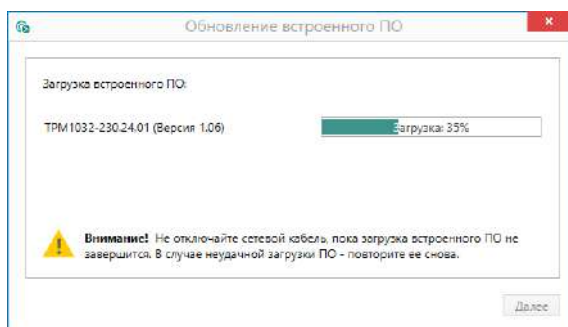 Обновление встроенного ПО
Загрузка встроенного ПО:
ТРМ1032-230.24.01 (Версия 1.06)
Загрузка: 35%
Внимание! Не отключайте сетевой кабель, пока загрузка встроенного ПО не
завершится. В случае неудачной загрузки ПО - повторите ее снова.
Далее